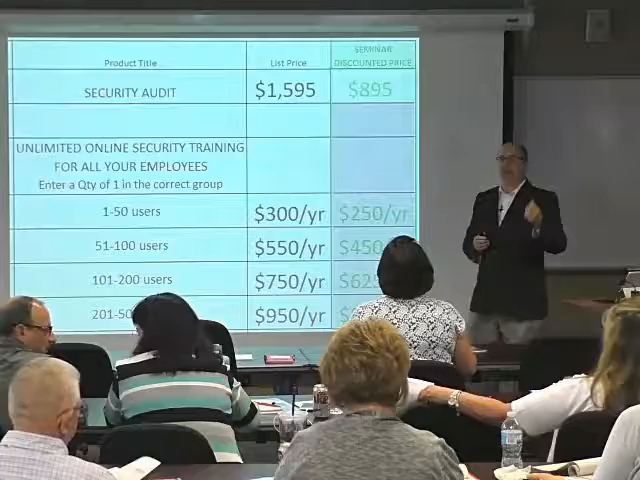 Product Title List Price SEMINAR DISCOUNTED PRICE
SECURITY AUDIT $1,595 $895
UNLIMITED ONLINE SECURITY TRAINING
FOR ALL YOUR EMPLOYEES
Enter a Qty of 1 in the correct group
1-50 users $300/yr $250/yr
51-100 users $550/yr $450
101-200 users $750/yr
$950/yr